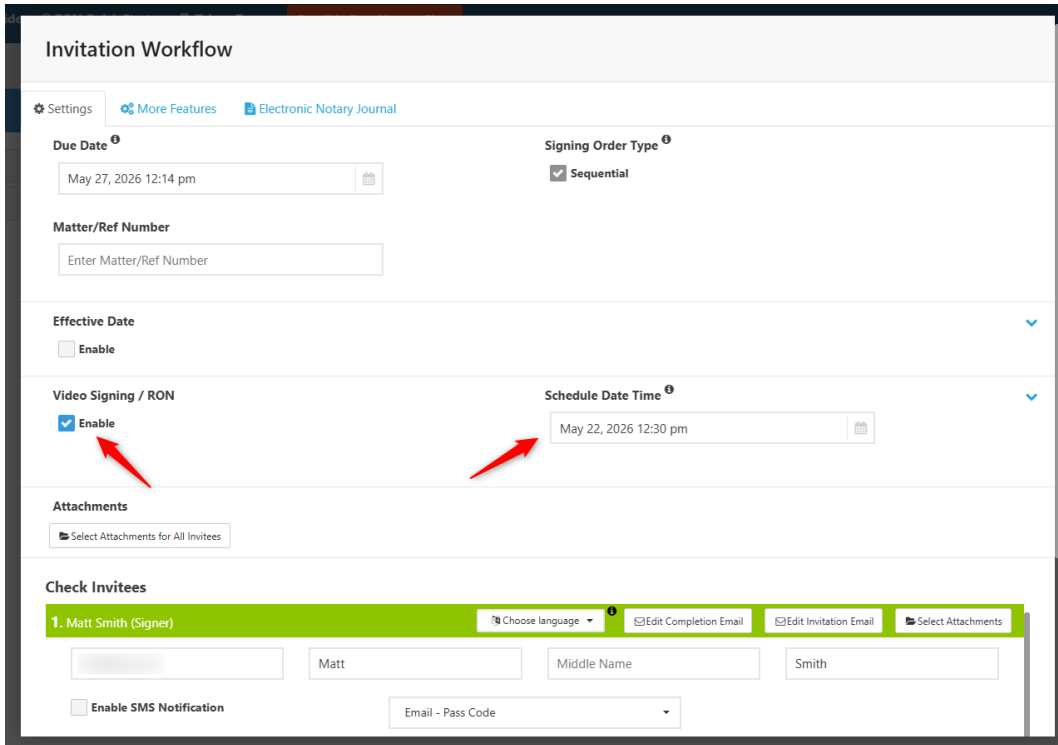 Invitation Workflow
Settings More Features Electronic Notary Journal
Due Date Signing Order Type
May 27, 2026 12:14 pm Sequential
Matter/Ref Number
Enter Matter/Ref Number
Effective Date
Enable
Video Signing / RON Schedule Date Time
Enable May 22, 2026 12:30 pm
Attachments
Select Attachments for All Invitees
Check Invitees
1. Matt Smith (Signer) Choose language Edit Completion Email Edit Invitation Email Select Attachments
Matt Middle Name Smith
Enable SMS Notification Email - Pass Code